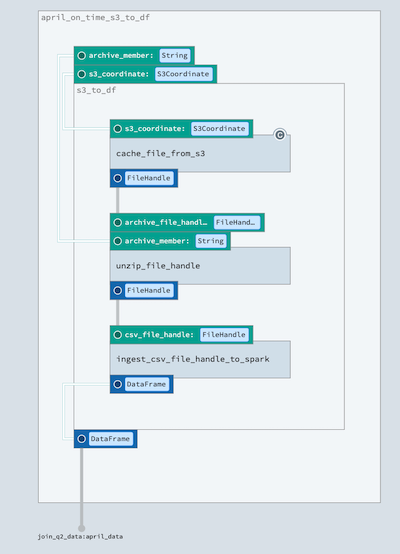 april_on_time_s3_to_df
archive_member: String
s3_coordinate: S3Coordinate
s3_to_df
s3_coordinate: S3Coordinate
C
cache_file_from_s3
FileHandle
archive_file_handl… FileHand…
archive_member: String
unzip_file_handle
FileHandle
csv_file_handle: FileHandle
ingest_csv_file_handle_to_spark
DataFrame
DataFrame
join_q2_data:april_data